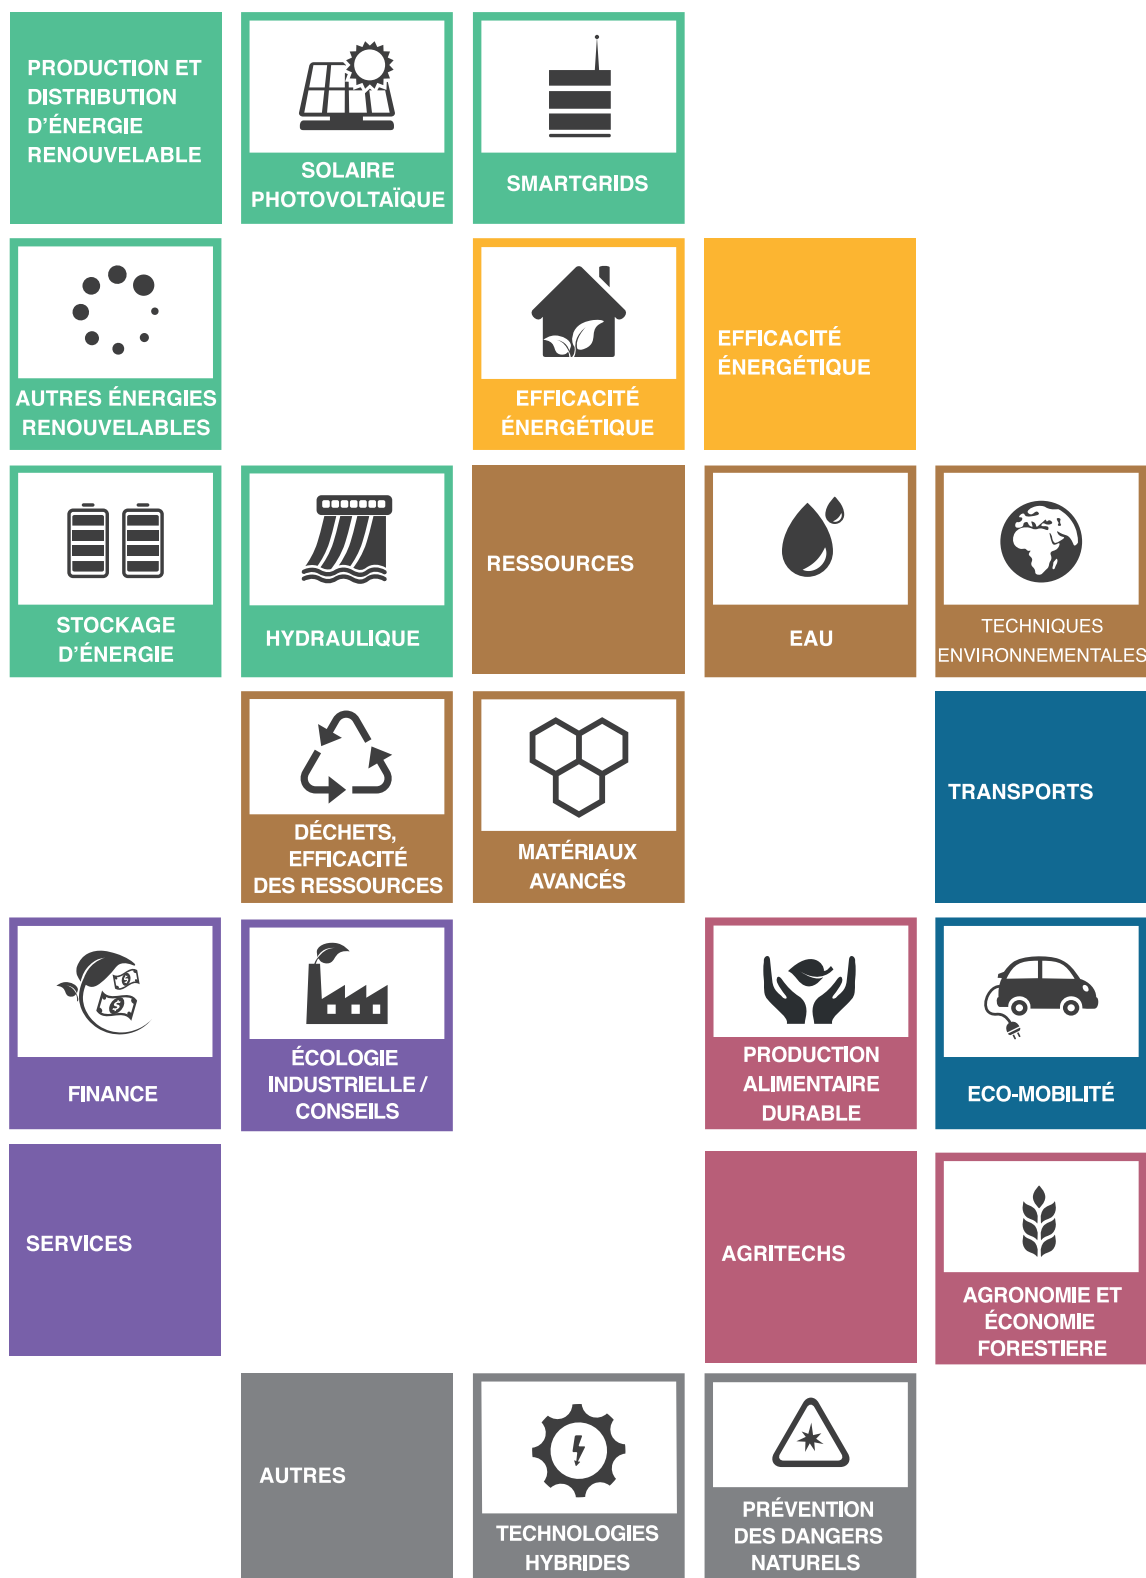 PRODUCTION ET
DISTRIBUTION
D’ÉNERGIE
RENOUVELABLE
SOLAIRE
PHOTOVOLTAÏQUE
SMARTGRIDS
AUTRES ÉNERGIES
RENOUVELABLES
EFFICACITÉ
ÉNERGÉTIQUE
EFFICACITÉ
ÉNERGÉTIQUE
STOCKAGE
D’ÉNERGIE
HYDRAULIQUE
RESSOURCES
EAU
TECHNIQUES
ENVIRONNEMENTALES
DÉCHETS,
EFFICACITÉ
DES RESSOURCES
MATÉRIAUX
AVANCÉS
TRANSPORTS
FINANCE
ÉCOLOGIE
INDUSTRIELLE /
CONSEILS
PRODUCTION
ALIMENTAIRE
DURABLE
ECO-MOBILITÉ
SERVICES
AGRITECHS
AGRONOMIE ET
ÉCONOMIE
FORESTIERE
AUTRES
TECHNOLOGIES
HYBRIDES
PRÉVENTION
DES DANGERS
NATURELS